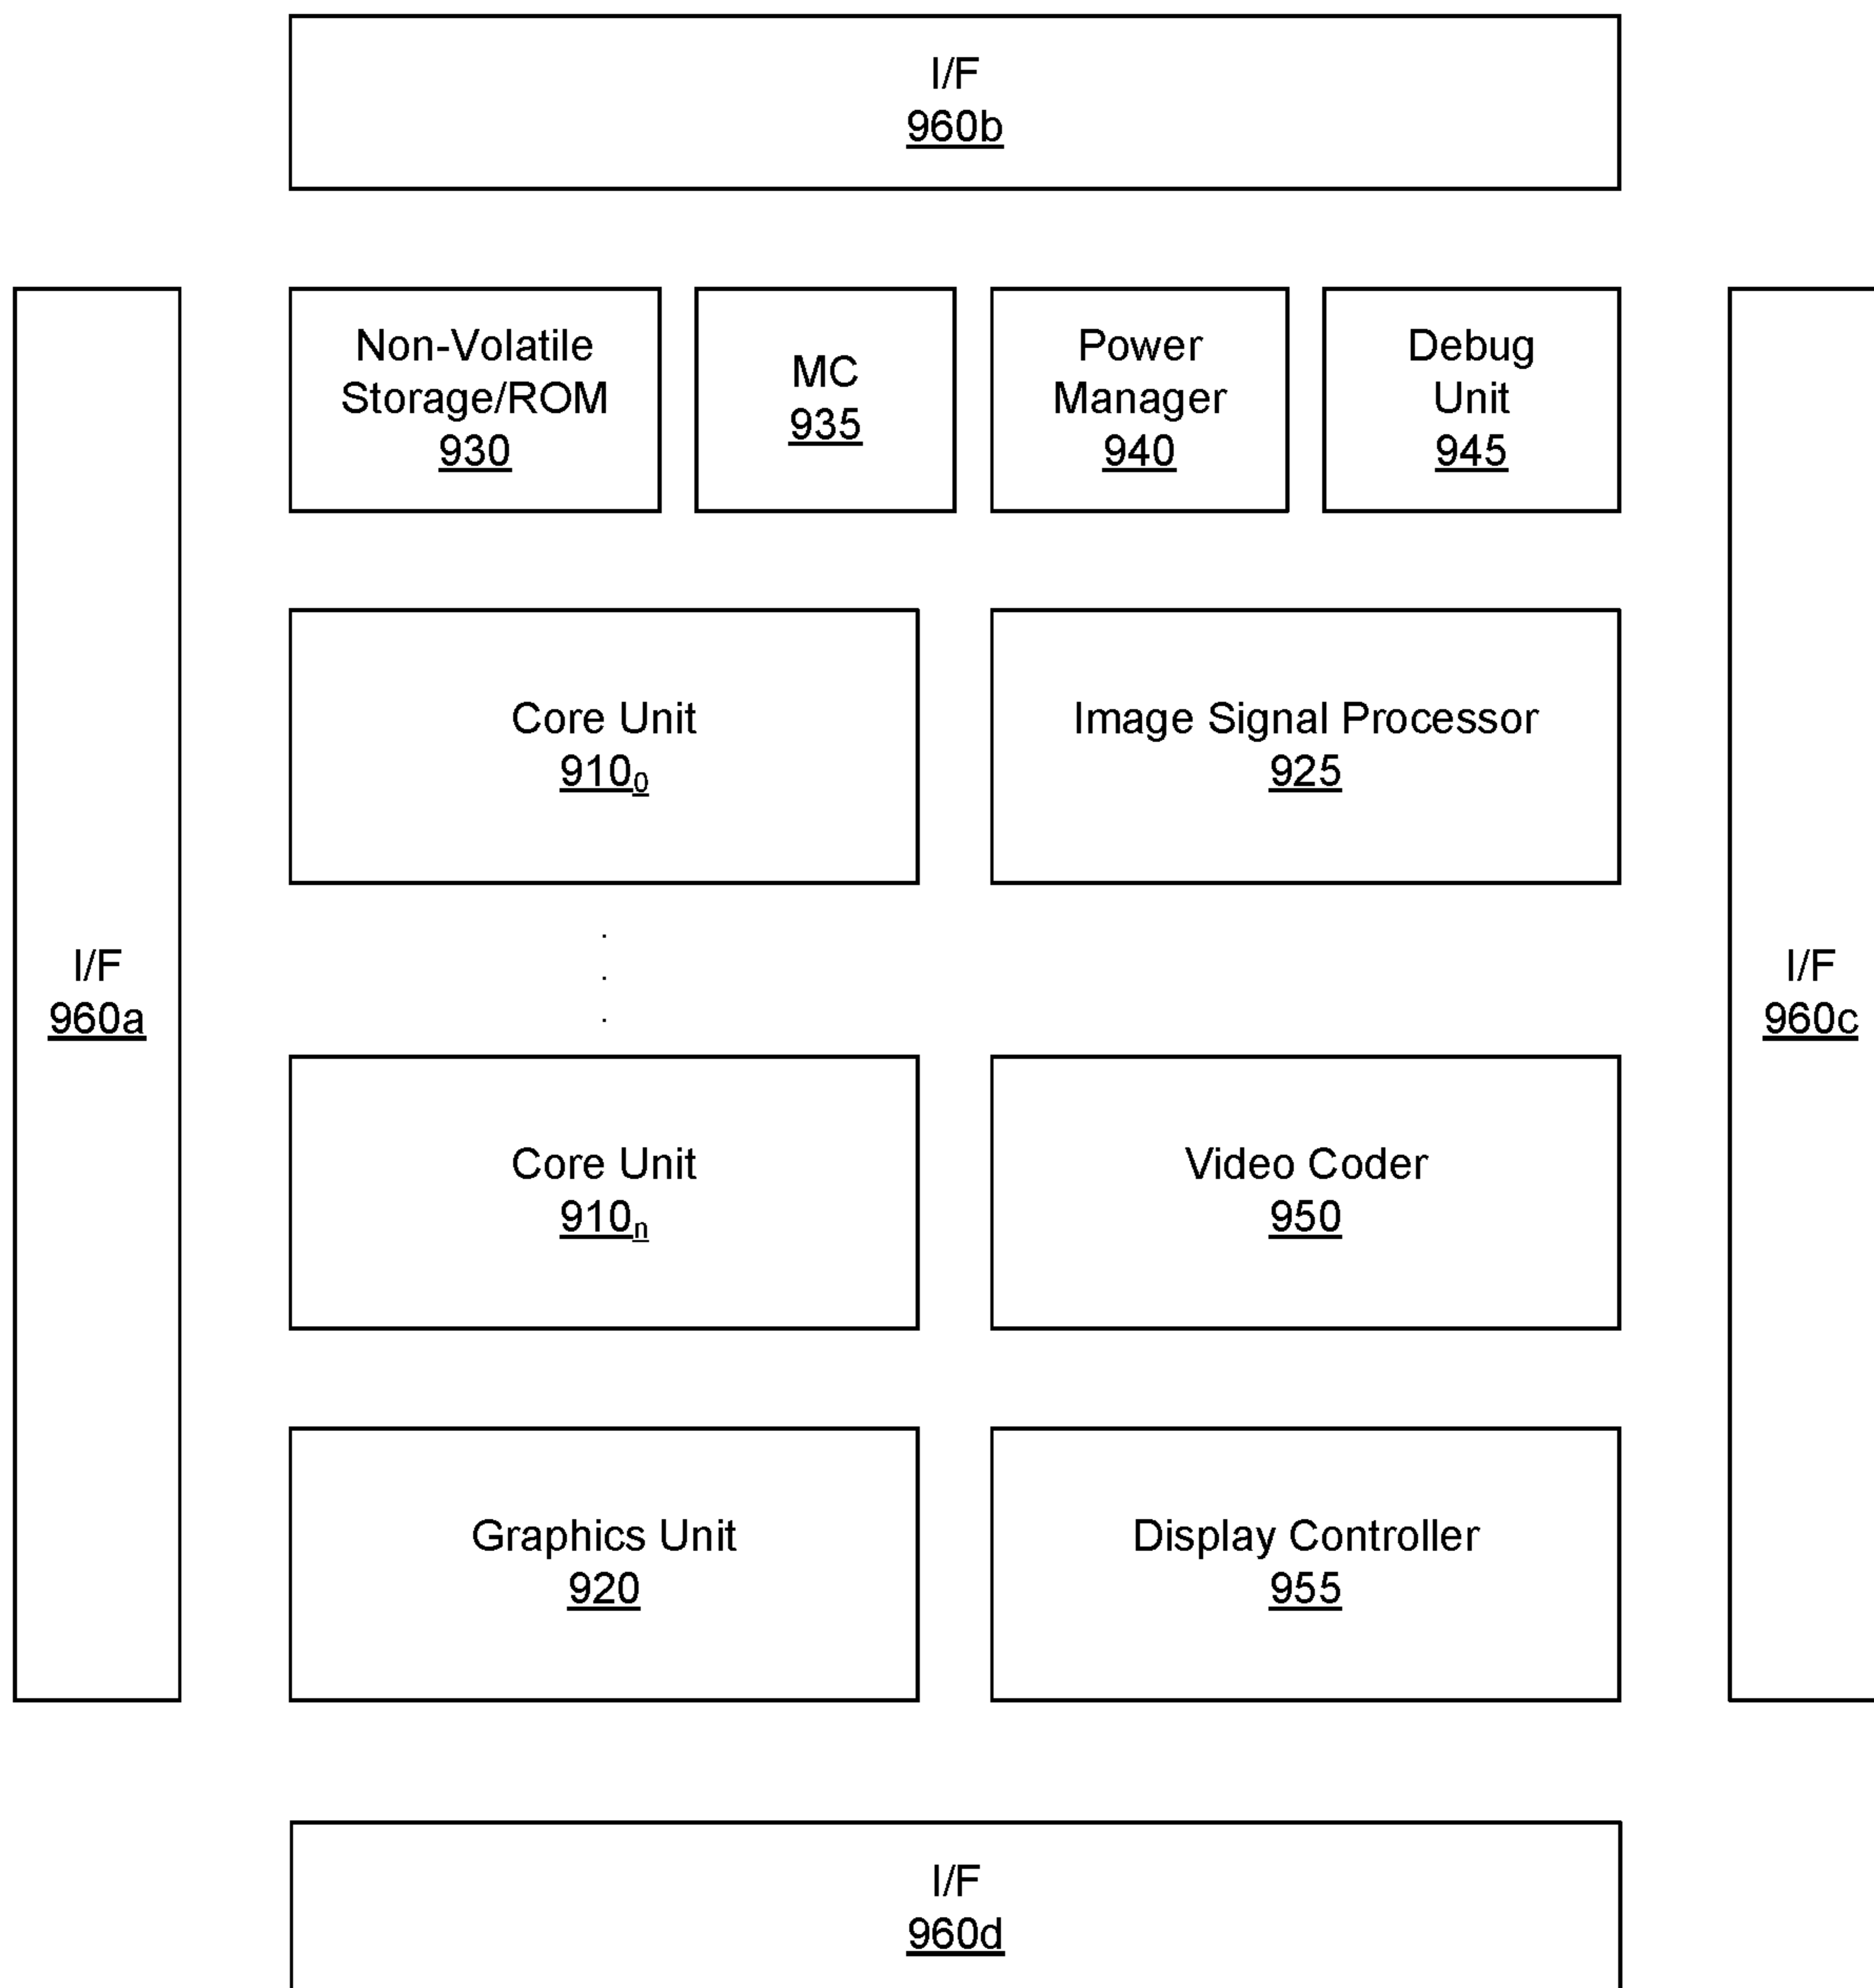 I/F
960b
Non-Volatile
Storage/ROM
930
MC
935
Power
Manager
940
Debug
Unit
945
Core Unit
910₀
Image Signal Processor
925
I/F
960a
I/F
960c
Core Unit
910ₙ
Video Coder
950
Graphics Unit
920
Display Controller
955
I/F
960d